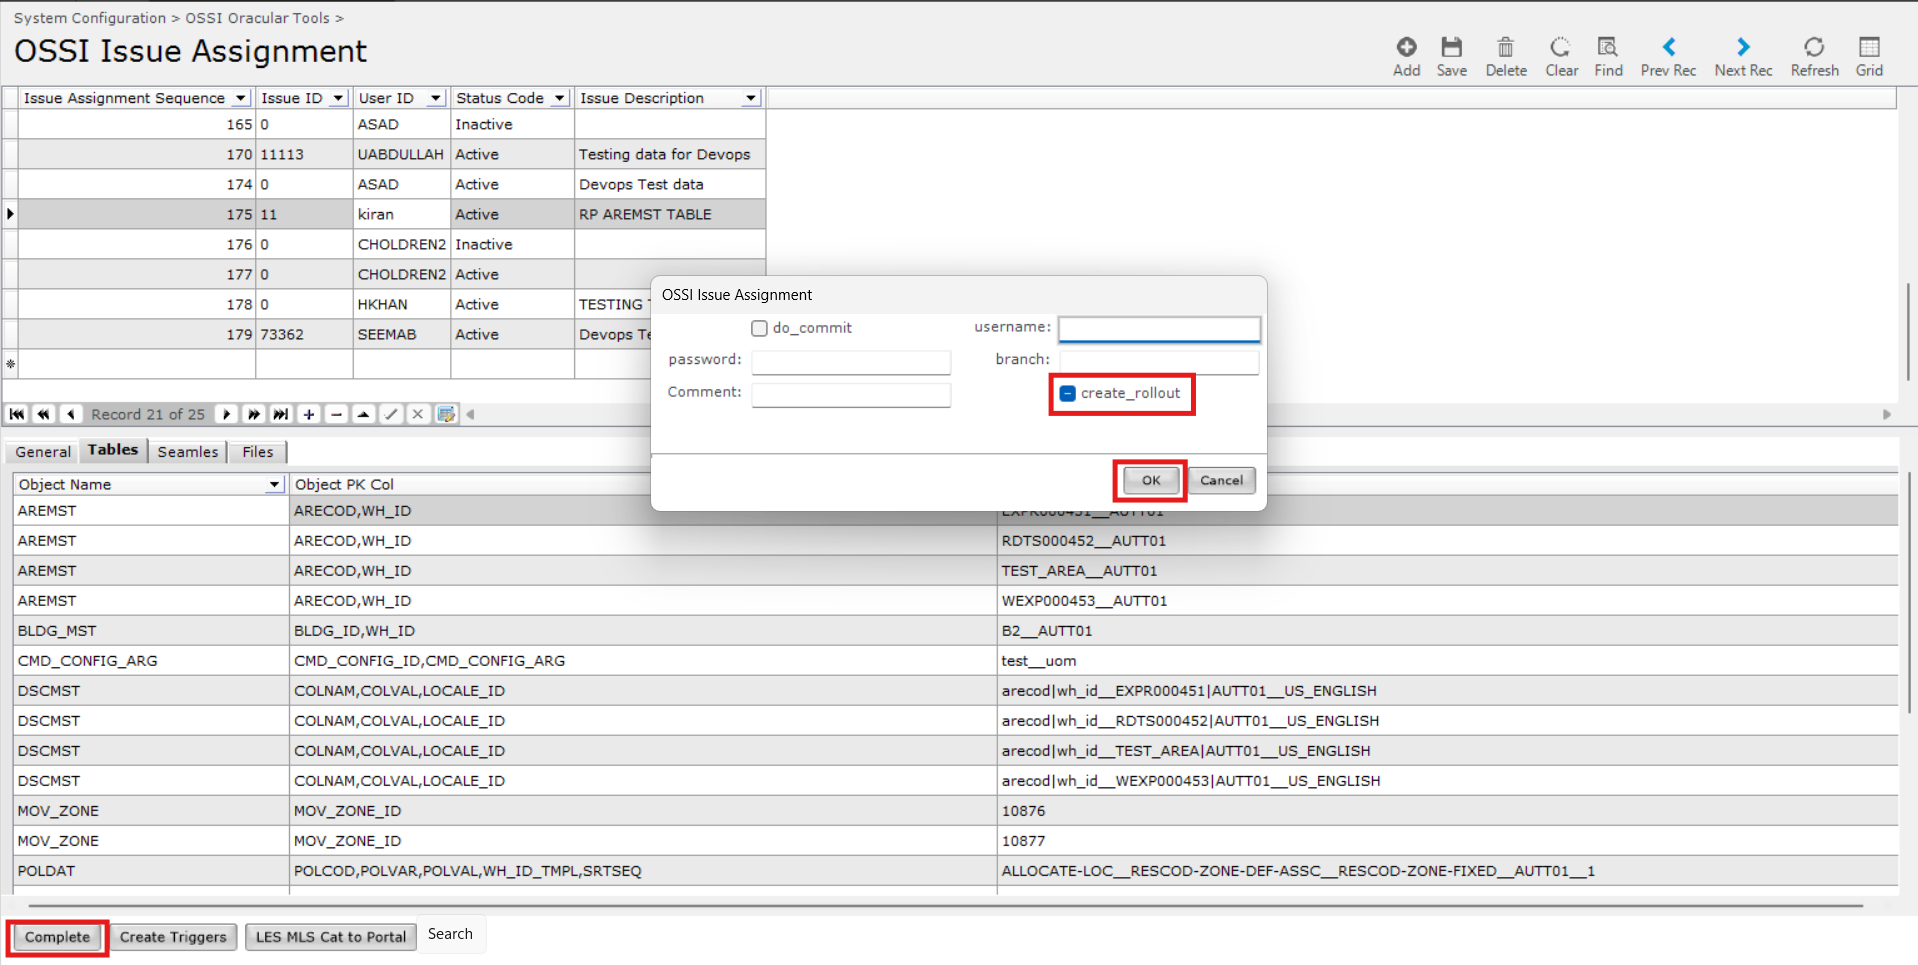 System Configuration > OSSI Oracular Tools >
OSSI Issue Assignment
Add Save Delete Clear Find Prev Rec Next Rec Refresh Grid
Issue Assignment Sequence Issue ID User ID Status Code Issue Description
165 0 ASAD Inactive
170 11113 UABDULLAH Active Testing data for Devops
174 0 ASAD Active Devops Test data
175 11 kiran Active RP AREMST TABLE
176 0 CHOLDREN2 Inactive
177 0 CHOLDREN2 Active
178 0 HKHAN Active TESTING
179 73362 SEEMAB Active Devops
Record 21 of 25
OSSI Issue Assignment
do_commit username:
password: branch:
Comment: create_rollout
OK Cancel
General Tables Seamles Files
Object Name Object PK Col
AREMST ARECOD,WH_ID EXPR000451__AUTT01
AREMST ARECOD,WH_ID RDTS000452__AUTT01
AREMST ARECOD,WH_ID TEST_AREA__AUTT01
AREMST ARECOD,WH_ID WEXP000453__AUTT01
BLDG_MST BLDG_ID,WH_ID B2__AUTT01
CMD_CONFIG_ARG CMD_CONFIG_ID,CMD_CONFIG_ARG test__uom
DSCMST COLNAM,COLVAL,LOCALE_ID arecod|wh_id__EXPR000451|AUTT01__US_ENGLISH
DSCMST COLNAM,COLVAL,LOCALE_ID arecod|wh_id__RDTS000452|AUTT01__US_ENGLISH
DSCMST COLNAM,COLVAL,LOCALE_ID arecod|wh_id__TEST_AREA|AUTT01__US_ENGLISH
DSCMST COLNAM,COLVAL,LOCALE_ID arecod|wh_id__WEXP000453|AUTT01__US_ENGLISH
MOV_ZONE MOV_ZONE_ID 10876
MOV_ZONE MOV_ZONE_ID 10877
POLDAT POLCOD,POLVAR,POLVAL,WH_ID_TMPL,SRTSEQ ALLOCATE-LOC__RESCOD-ZONE-DEF-ASSC__RESCOD-ZONE-FIXED__AUTT01__1
Complete Create Triggers LES MLS Cat to Portal Search